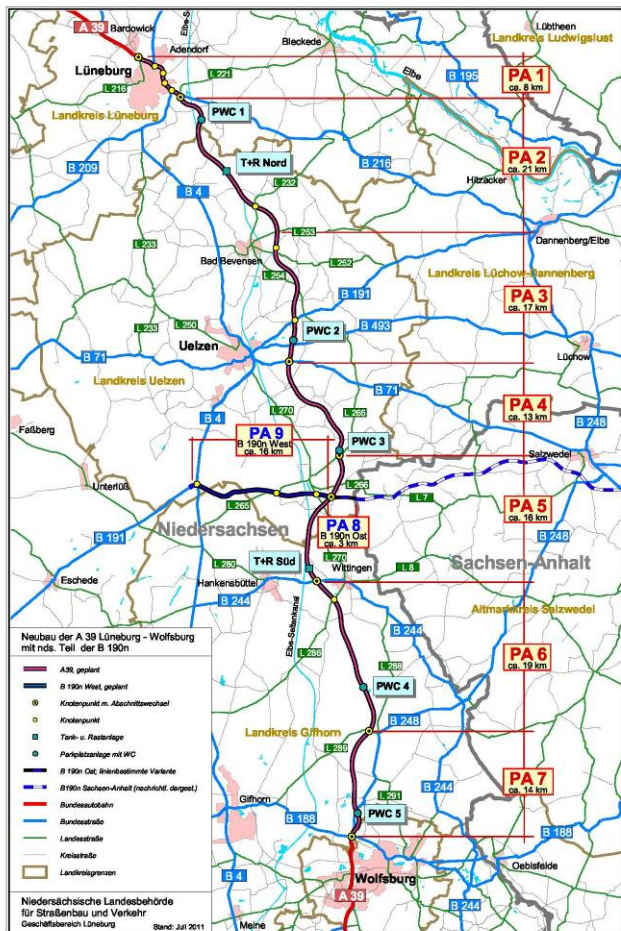 A 39
Bardowick
Adendorf
Lüneburg
L 216
L 221
Bleckede
Elbe-Se
Lübtheen
Landkreis Ludwigslust
PA 1
ca. 8 km
Elbe
B 195
Landkreis Lüneburg
PWC 1
B 209
T+R Nord
B 4
B 216
PA 2
ca. 21 km
Hitzacker
L 232
L 233
L 253
Bad Bevensen
L 252
L 254
Dannenberg/Elbe
Landkreis Lüchow-Dannenberg
B 191
PA 3
ca. 17 km
L 233
L 250
PWC 2
B 493
Uelzen
B 71
Lüchow
Landkreis Uelzen
B 71
B 4
L 270
L 265
PA 4
ca. 13 km
B 248
Faßberg
PA 9
B 190n West
ca. 16 km
PWC 3
Salzwedel
Unterlüß
L 266
L 265
L 7
PA 5
ca. 16 km
Niedersachsen
PA 8
B 190n Ost
ca. 3 km
B 191
B 248
L 280
L 270
T+R Süd
Wittingen
L 8
Sachsen-Anhalt
Eschede
Hankensbüttel
B 244
Altmarkkreis Salzwedel
Elbe-Seitenkanal
B 244
L 286
PA 6
ca. 19 km
L 288
PWC 4
B 248
Landkreis Gifhorn
L 289
B 244
PA 7
ca. 14 km
L 291
Gifhorn
B 188
PWC 5
B 188
Oebisfelde
B 4
Wolfsburg
A 39
B 244
Meine
Neubau der A 39 Lüneburg - Wolfsburg
mit nds. Teil der B 190n
A39, geplant
B 190n West, geplant
Knotenpunkt m. Abschnittswechsel
Knotenpunkt
Tank- u. Rastanlage
Parkplatzanlage mit WC
B 190n Ost; linienbestimmte Variante
B190n Sachsen-Anhalt (nachrichtl. dargest.)
Bundesautobahn
Bundesstraße
Landesstraße
Kreisstraße
Landkreisgrenzen
Niedersächsische Landesbehörde
für Straßenbau und Verkehr
Geschäftsbereich Lüneburg Stand: Juli 2011